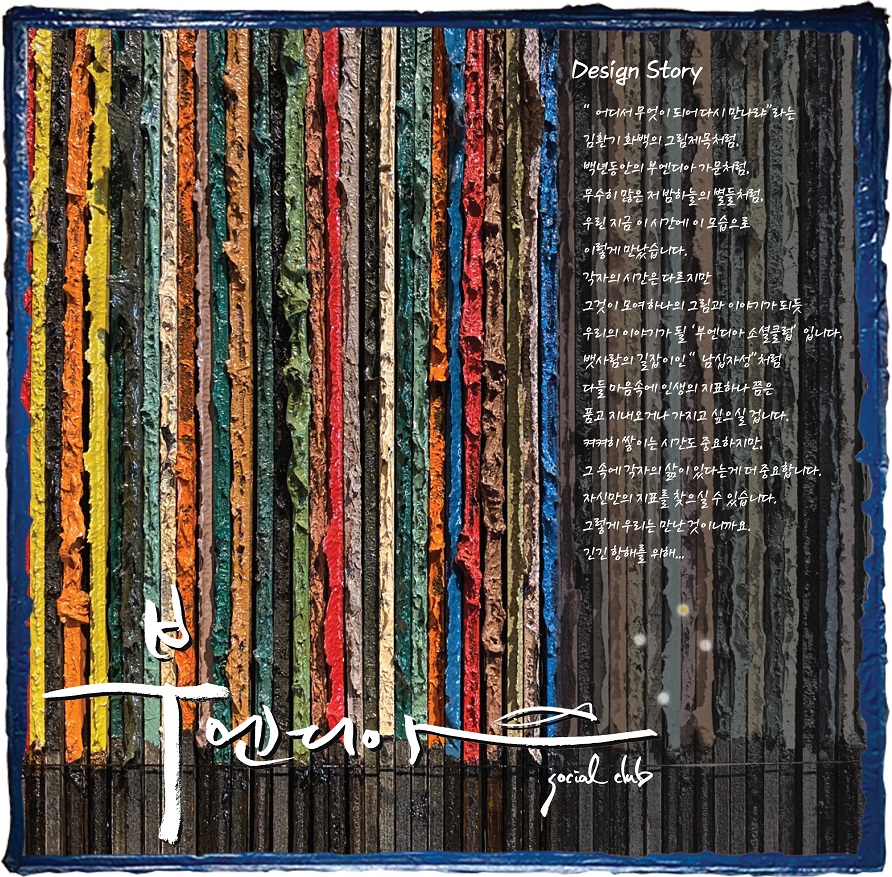 Design Story
“ 어디서 무엇이 되어 다시 만나랴”라는
김환기 화백의 그림제목처럼,
백년동안의 부엔디아 가문처럼,
무수히 많은 저 밤하늘의 별들처럼,
우린 지금 이 시간에 이 모습으로
이렇게 만났습니다.
각자의 시간은 다르지만
그것이 모여 하나의 그림과 이야기가 되듯
우리의 이야기가 될 ‘부엔디아 소셜클럽’ 입니다.
뱃사람의 길잡이인 “ 남십자성”처럼
다들 마음속에 인생의 지표하나 쯤은
품고 지내오거나 가지고 싶으실 겁니다.
켜켜히 쌓이는 시간도 중요하지만,
그 속에 각자의 삶이 있다는게 더 중요합니다.
자신만의 지표를 찾으실 수 있습니다.
그렇게 우리는 만난 것이니까요.
긴긴 항해를 위해...
부엔디아
social club